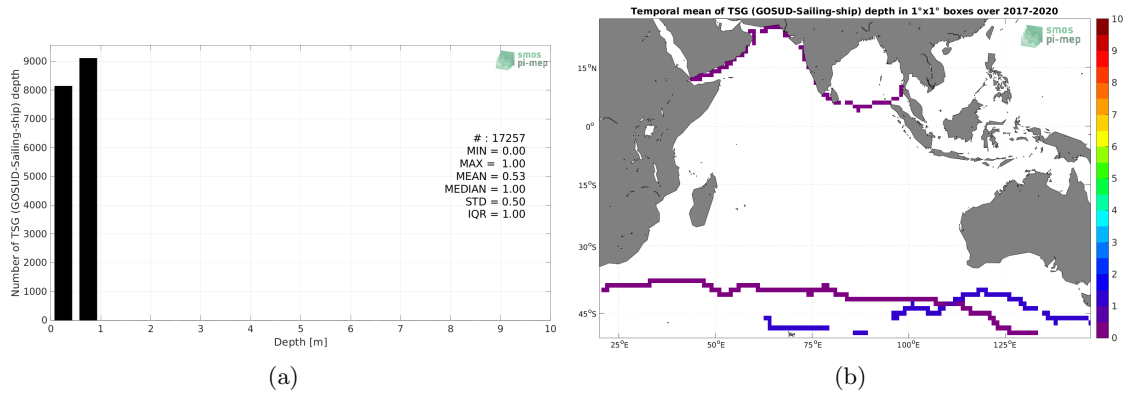 smos
pi-mep
9000
8000
7000
6000
5000
4000
3000
2000
1000
0
Number of TSG (GOSUD-Sailing-ship) depth
# : 17257
MIN = 0.00
MAX = 1.00
MEAN = 0.53
MEDIAN = 1.00
STD = 0.50
IQR = 1.00
0 1 2 3 4 5 6 7 8 9 10
Depth [m]
(a)
Temporal mean of TSG (GOSUD-Sailing-ship) depth in 1°x1° boxes over 2017-2020
smos
pi-mep
15°N
0°
15°S
30°S
45°S
25°E 50°E 75°E 100°E 125°E
10
9
8
7
6
5
4
3
2
1
0
(b)